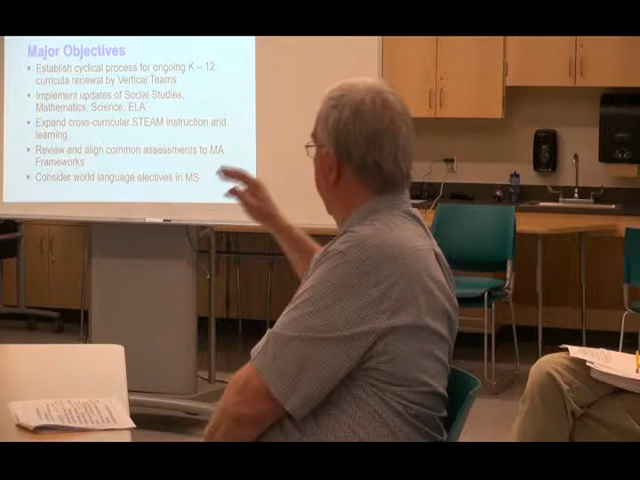 Major Objectives
• Establish cyclical process for ongoing K – 12
curricula renewal by Vertical Teams
• Implement updates of Social Studies,
Mathematics, Science, ELA
• Expand cross-curricular STEAM instruction and
learning
• Review and align common assessments to MA
Frameworks
• Consider world language electives in MS